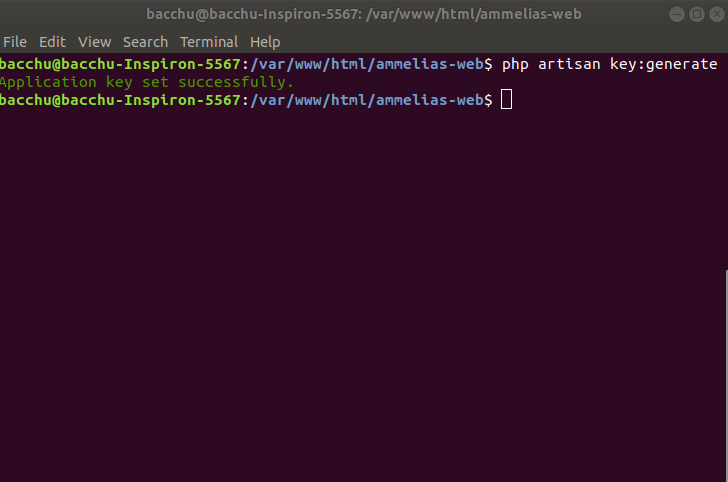 bacchu@bacchu-Inspiron-5567: /var/www/html/ammelias-web
File Edit View Search Terminal Help
bacchu@bacchu-Inspiron-5567:/var/www/html/ammelias-web$ php artisan key:generate
Application key set successfully.
bacchu@bacchu-Inspiron-5567:/var/www/html/ammelias-web$